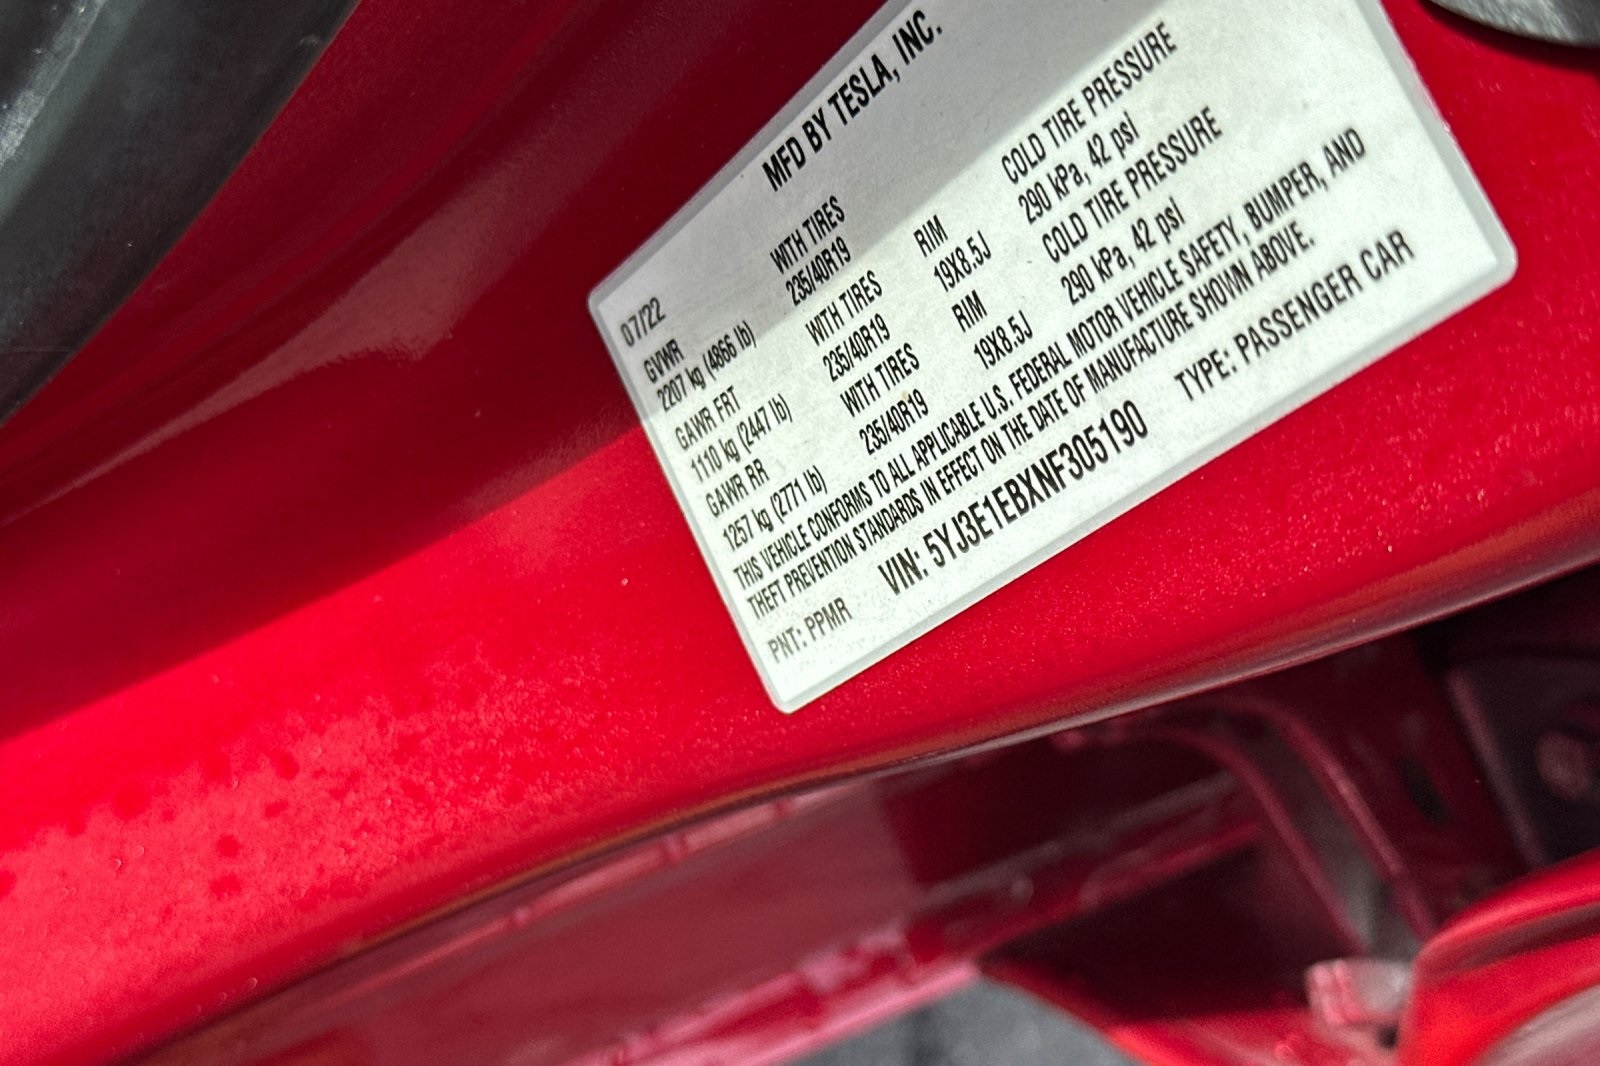 MFD BY TESLA, INC.
07/22
GVWR WITH TIRES RIM COLD TIRE PRESSURE
2207 kg (4866 lb) 235/40R19 19X8.5J 290 kPa, 42 psi
GAWR FRT WITH TIRES RIM COLD TIRE PRESSURE
1110 kg (2447 lb) 235/40R19 19X8.5J 290 kPa, 42 psi
GAWR RR WITH TIRES
1257 kg (2771 lb) 235/40R19
THIS VEHICLE CONFORMS TO ALL APPLICABLE U.S. FEDERAL MOTOR VEHICLE SAFETY, BUMPER, AND
THEFT PREVENTION STANDARDS IN EFFECT ON THE DATE OF MANUFACTURE SHOWN ABOVE.
PNT: PPMR VIN: 5YJ3E1EBXNF305190 TYPE: PASSENGER CAR